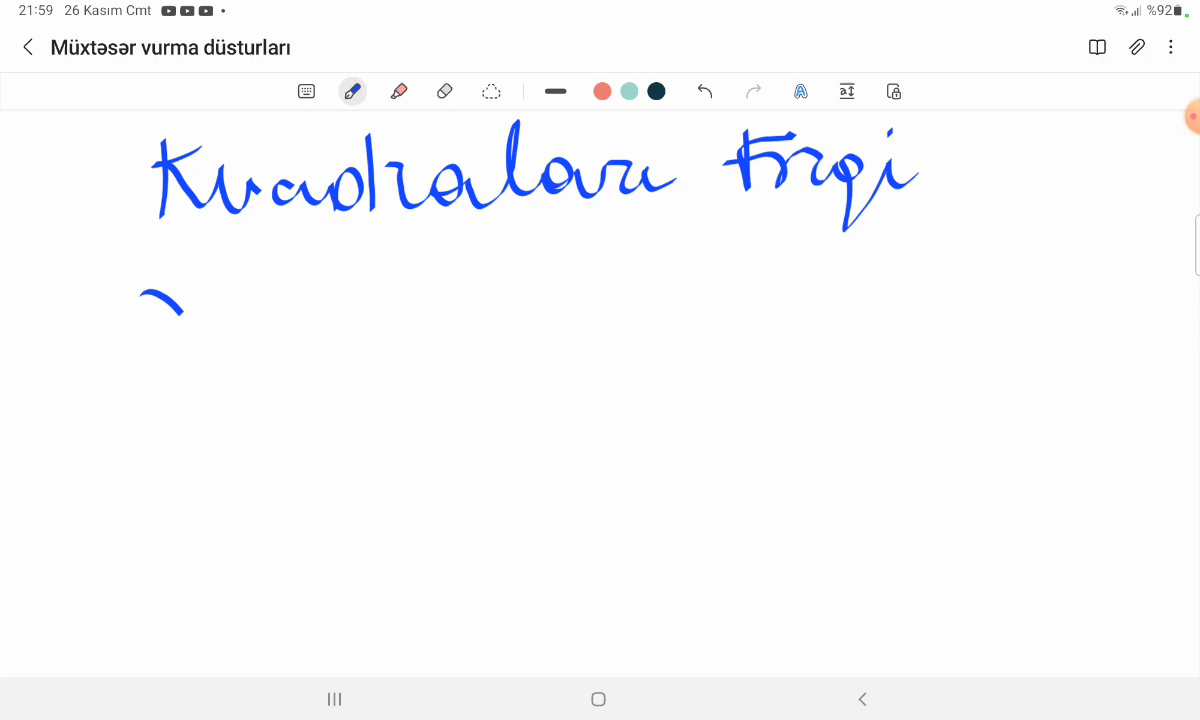 21:59 26 Kasım Cmt %92
Müxtəsər vurma düsturları
Kvadratları fərqi